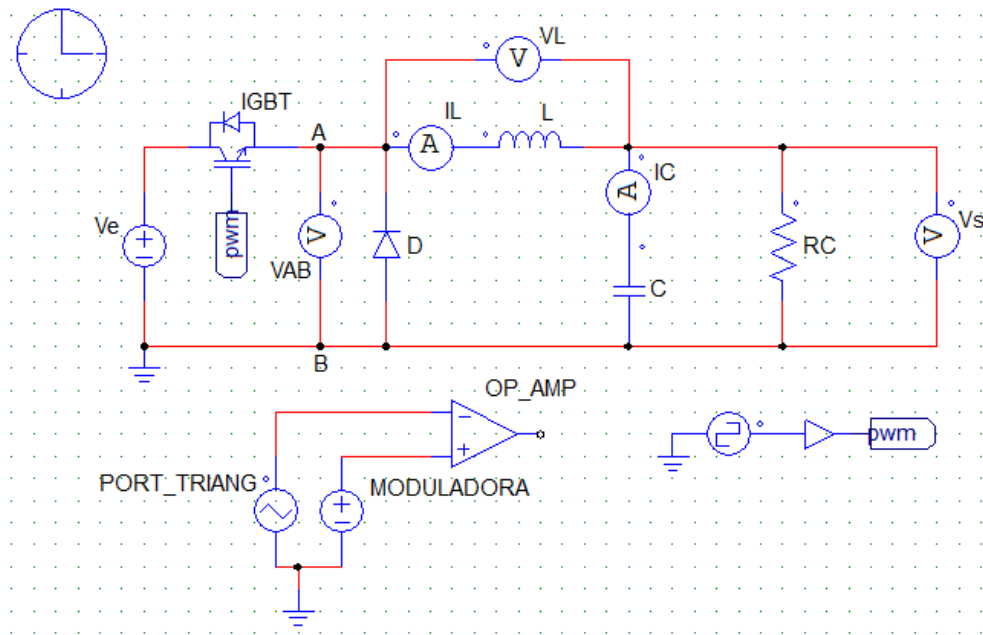 VL
V
IGBT
IL
L
A
A
IC
A
Ve
pwm
V
VAB
D
C
RC
V
Vs
B
OP_AMP
PORT_TRIANG
MODULADORA
pwm